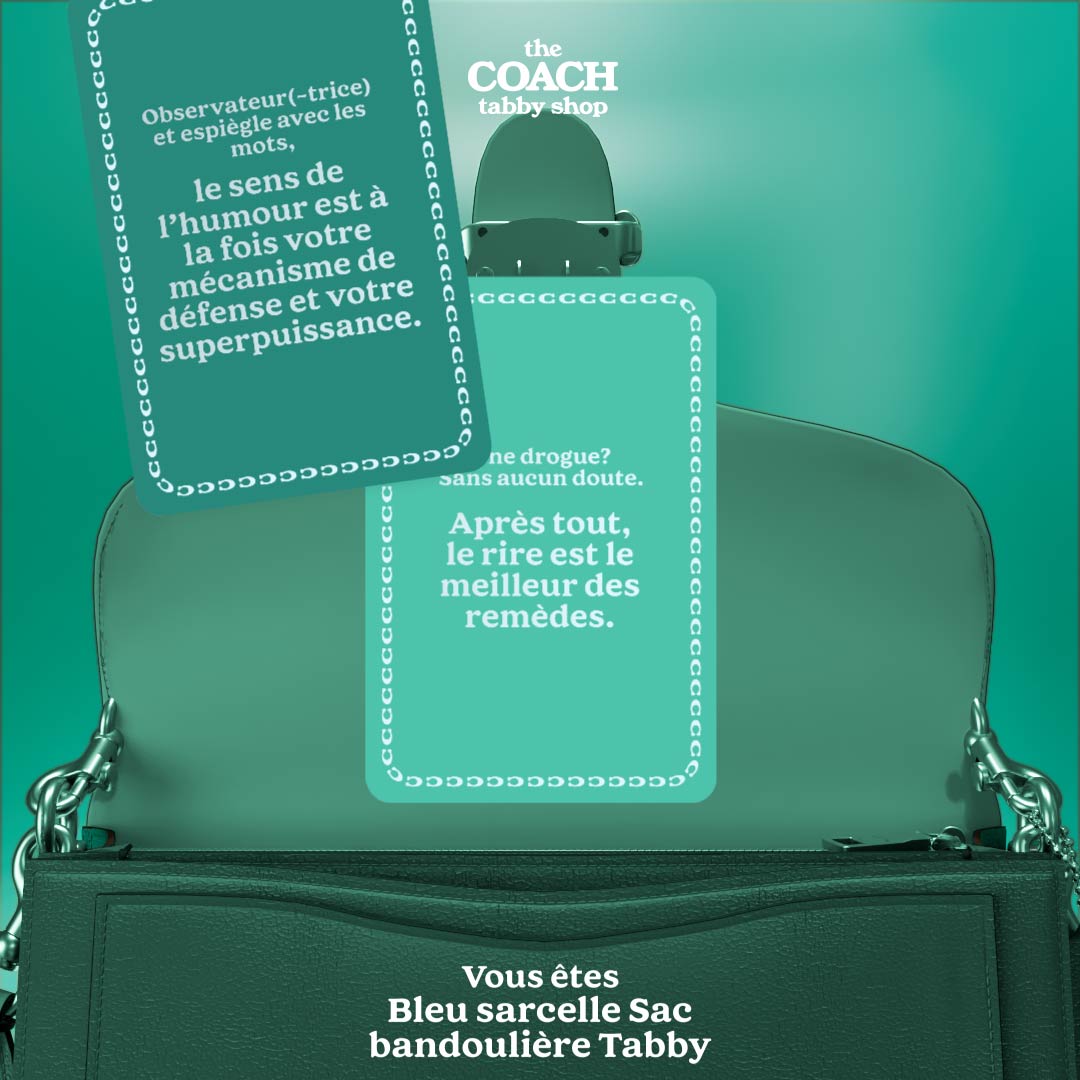 the
COACH
tabby shop
Observateur(-trice)
et espiègle avec les
mots,
le sens de
l’humour est à
la fois votre
mécanisme de
défense et votre
superpuissance.
drogue?
Sans aucun doute.
Après tout,
le rire est le
meilleur des
remèdes.
Vous êtes
Bleu sarcelle Sac
bandoulière Tabby